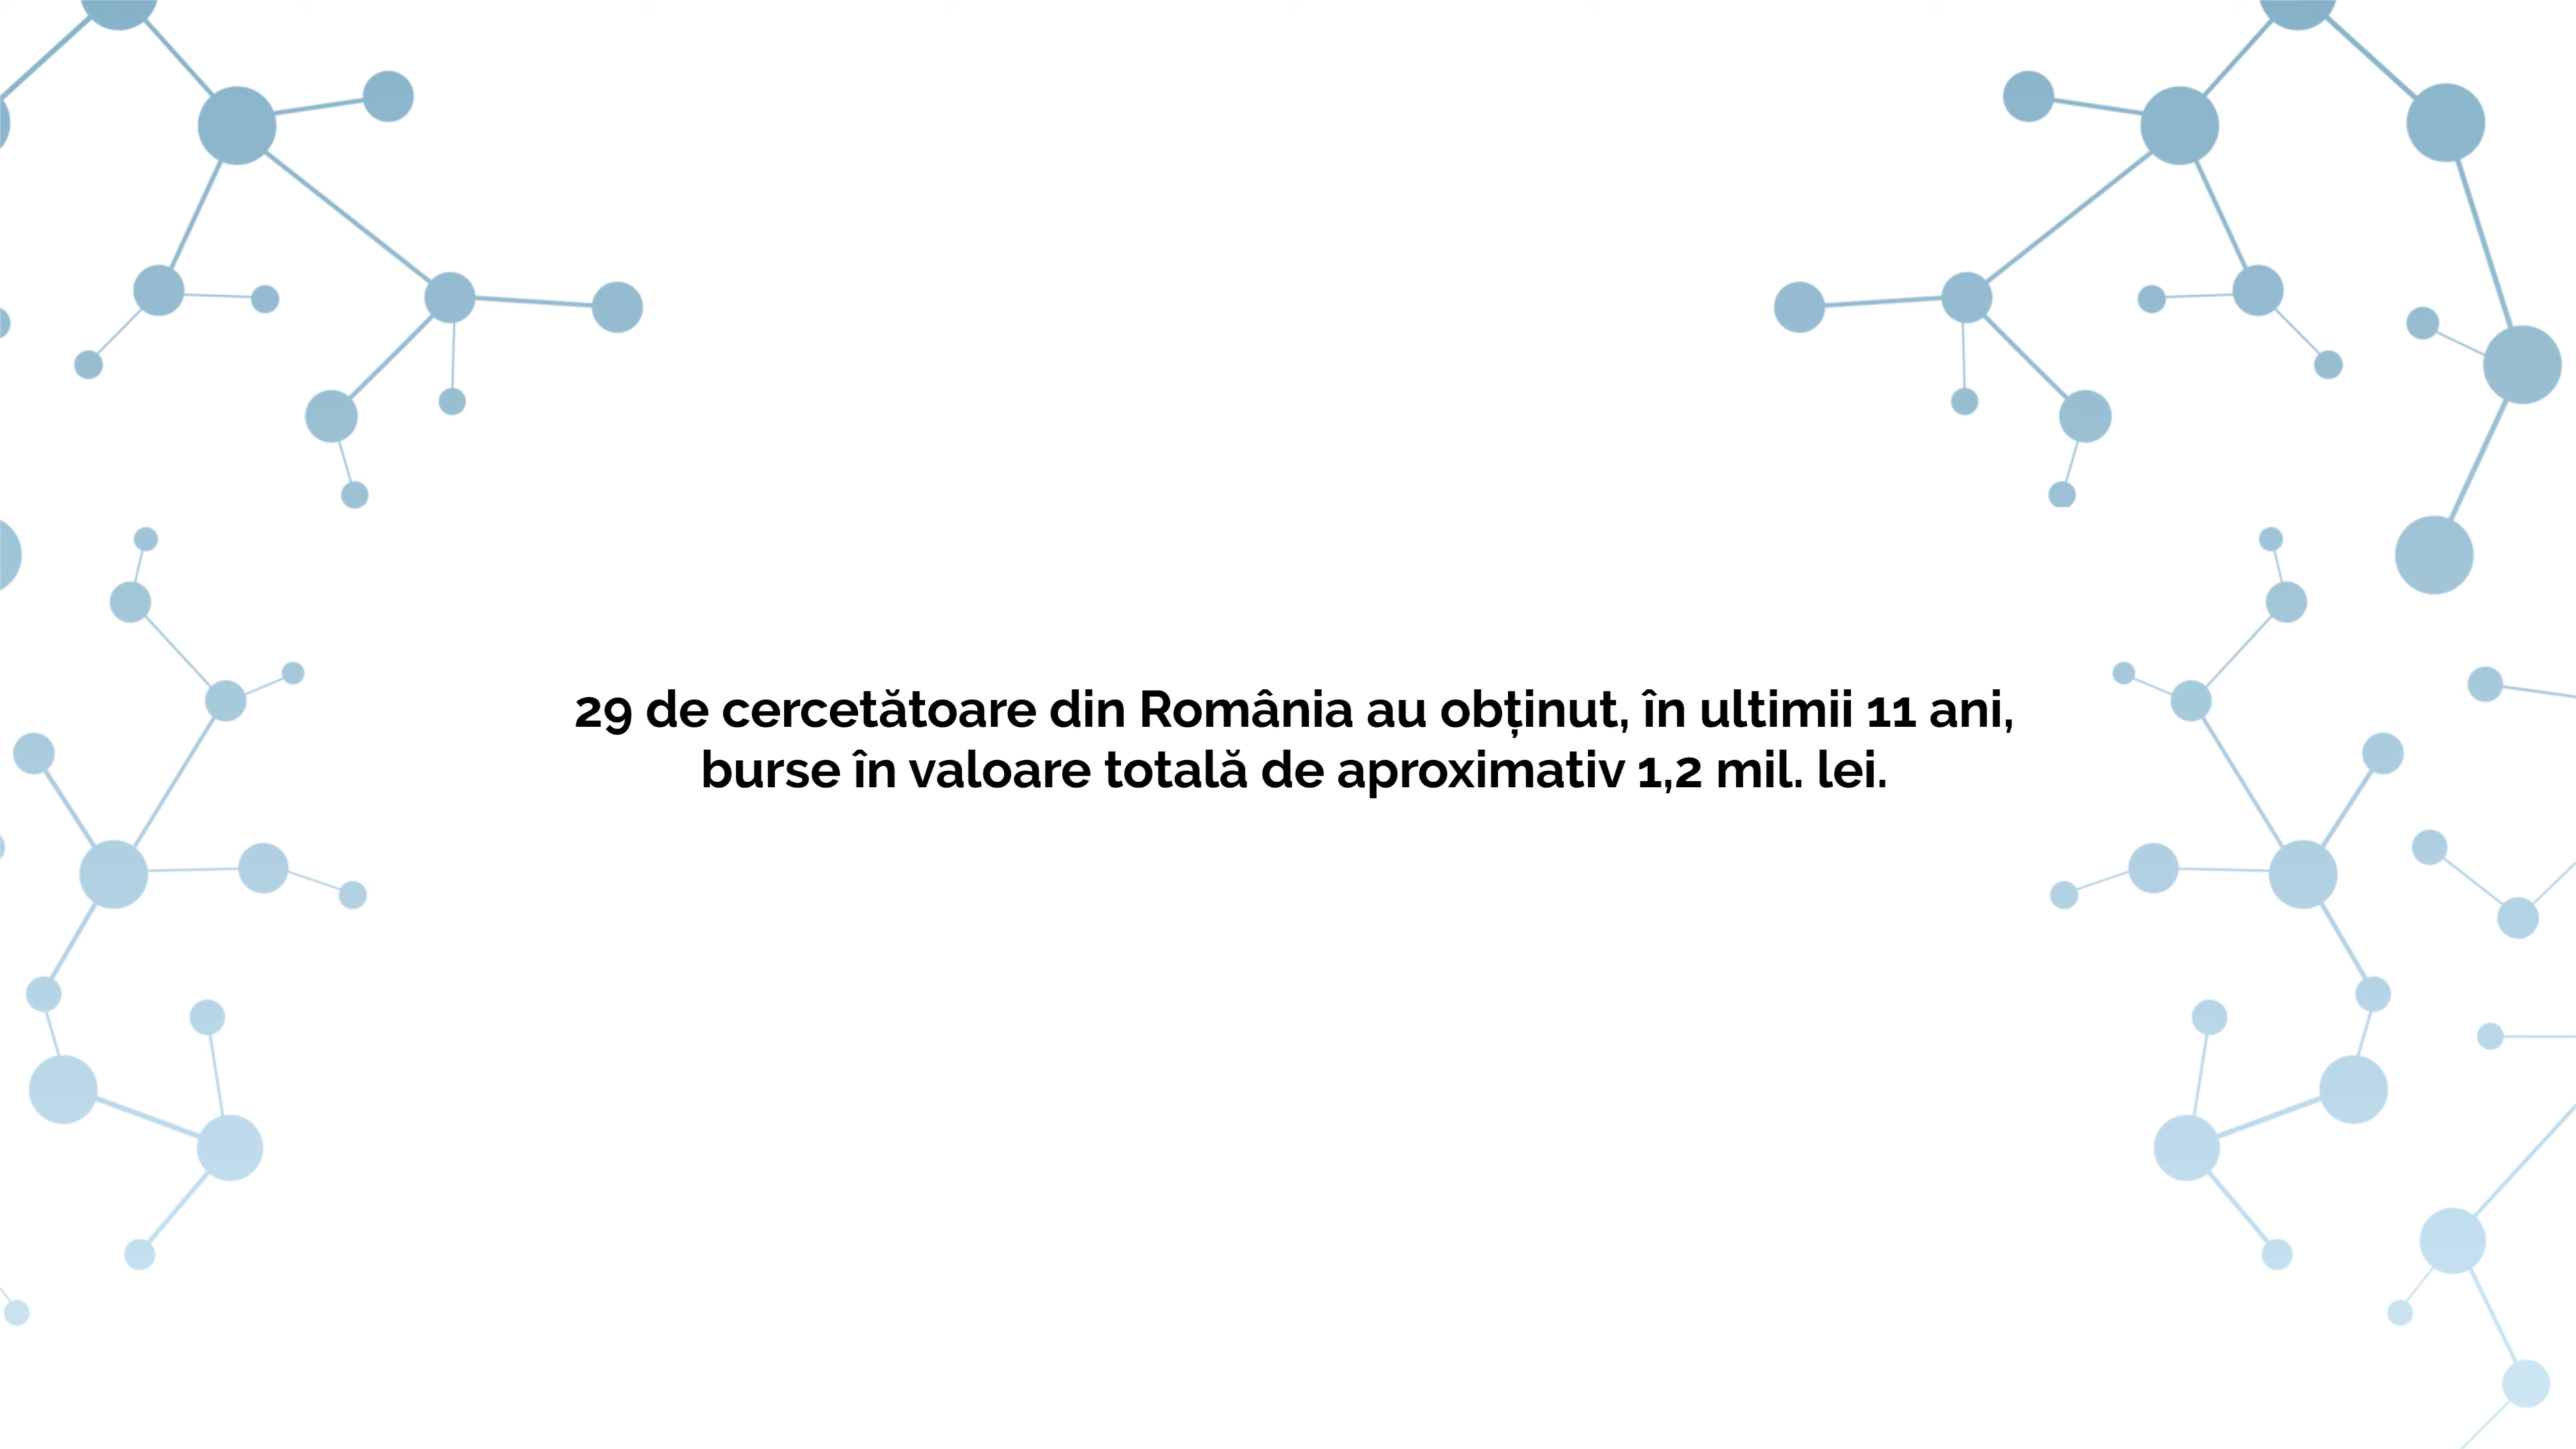 29 de cercetătoare din România au obținut, în ultimii 11 ani,
burse în valoare totală de aproximativ 1,2 mil. lei.